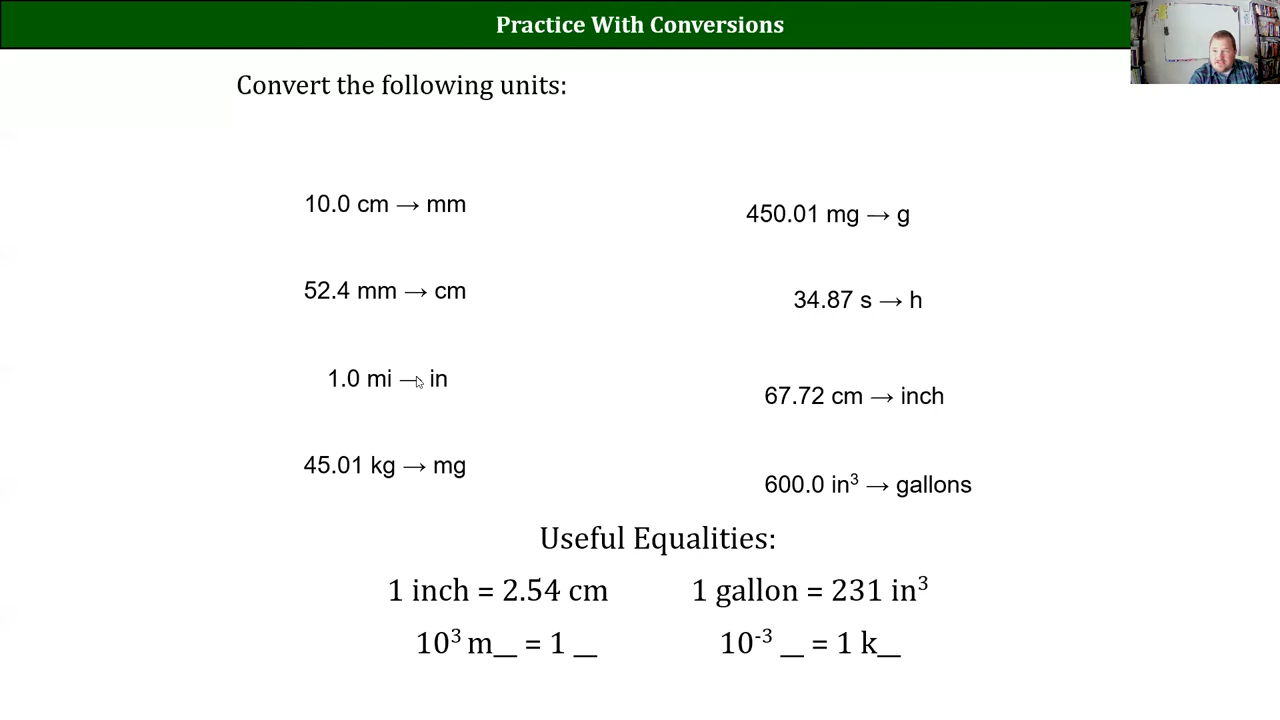 Practice With Conversions
Convert the following units:
10.0 cm → mm
52.4 mm → cm
1.0 mi → in
45.01 kg → mg
450.01 mg → g
34.87 s → h
67.72 cm → inch
600.0 in³ → gallons
Useful Equalities:
1 inch = 2.54 cm
1 gallon = 231 in³
10³ m__ = 1 __
10⁻³ __ = 1 k__